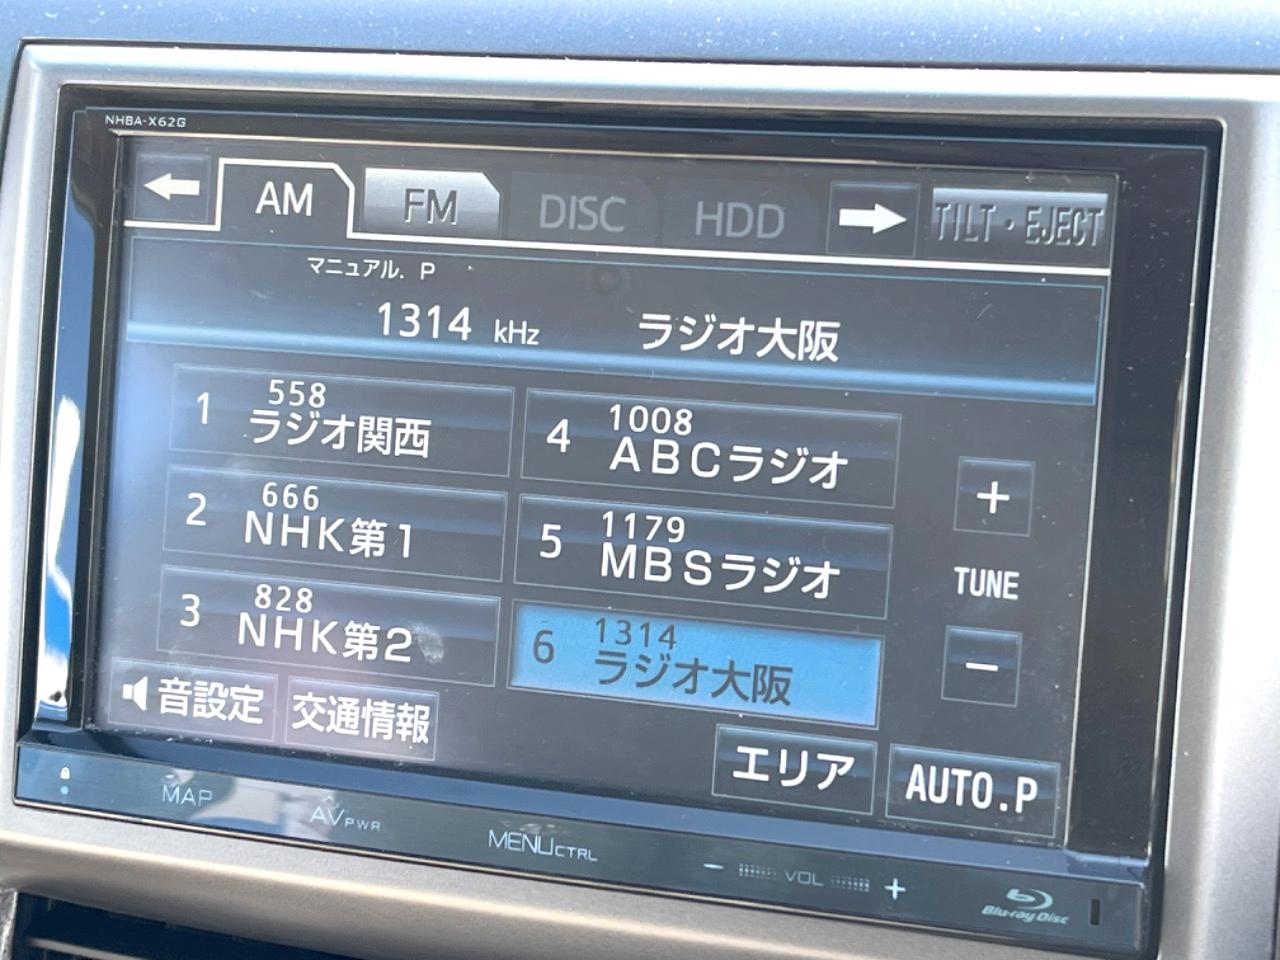 NHBA-X62G
AM FM DISC HDD TILT・EJECT
マニュアル. P
1314 kHz ラジオ大阪
1 558 ラジオ関西
4 1008 ABCラジオ
2 666 NHK第1
5 1179 MBSラジオ
3 828 NHK第2
6 1314 ラジオ大阪
+
TUNE
−
音設定 交通情報
エリア AUTO.P
MAP AV PWR MENU CTRL − VOL + Blu-ray Disc